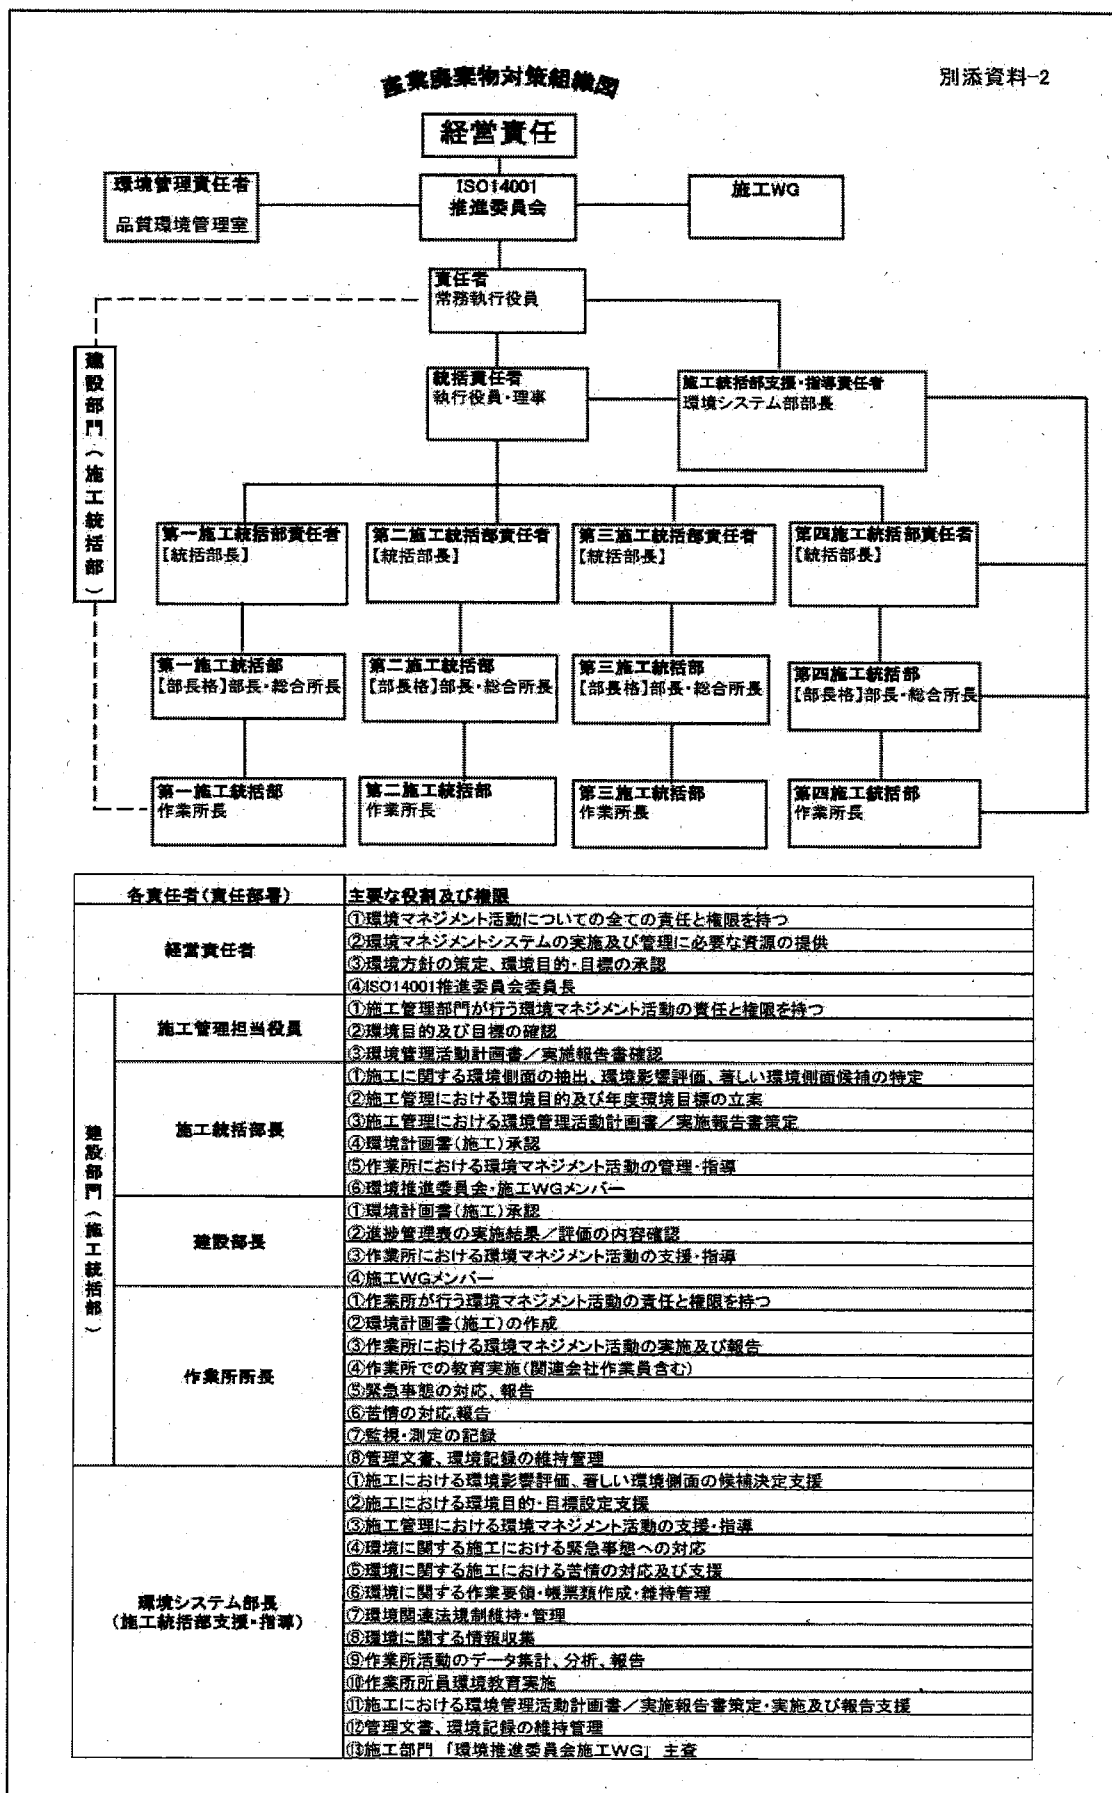 別添資料-2
産業廃棄物対策組織図
経営責任
環境管理責任者
品質環境管理室
ISO14001
推進委員会
施工WG
責任者
常務執行役員
建設部門(施工統括部)
統括責任者
執行役員・理事
施工統括部支援・指導責任者
環境システム部部長
第一施工統括部責任者
【統括部長】
第二施工統括部責任者
【統括部長】
第三施工統括部責任者
【統括部長】
第四施工統括部責任者
【統括部長】
第一施工統括部
【部長格】部長・総合所長
第二施工統括部
【部長格】部長・総合所長
第三施工統括部
【部長格】部長・総合所長
第四施工統括部
【部長格】部長・総合所長
第一施工統括部
作業所長
第二施工統括部
作業所長
第三施工統括部
作業所長
第四施工統括部
作業所長
各責任者(責任部署)
主要な役割及び権限
経営責任者
①環境マネジメント活動についての全ての責任と権限を持つ
②環境マネジメントシステムの実施及び管理に必要な資源の提供
③環境方針の策定、環境目的・目標の承認
④ISO14001推進委員会委員長
建設部門(施工統括部)
施工管理担当役員
①施工管理部門が行う環境マネジメント活動の責任と権限を持つ
②環境目的及び目標の確認
③環境管理活動計画書／実施報告書確認
施工統括部長
①施工に関する環境側面の抽出、環境影響評価、著しい環境側面候補の特定
②施工管理における環境目的及び年度環境目標の立案
③施工管理における環境管理活動計画書／実施報告書策定
④環境計画書(施工)承認
⑤作業所における環境マネジメント活動の管理・指導
⑥環境推進委員会・施工WGメンバー
建設部長
①環境計画書(施工)承認
②進捗管理表の実施結果／評価の内容確認
③作業所における環境マネジメント活動の支援・指導
④施工WGメンバー
作業所所長
①作業所が行う環境マネジメント活動の責任と権限を持つ
②環境計画書(施工)の作成
③作業所における環境マネジメント活動の実施及び報告
④作業所での教育実施(関連会社作業員含む)
⑤緊急事態の対応、報告
⑥苦情の対応、報告
⑦監視・測定の記録
⑧管理文書、環境記録の維持管理
環境システム部長
(施工統括部支援・指導)
①施工における環境影響評価、著しい環境側面の候補決定支援
②施工における環境目的・目標設定支援
③施工管理における環境マネジメント活動の支援・指導
④環境に関する施工における緊急事態への対応
⑤環境に関する施工における苦情の対応及び支援
⑥環境に関する作業要領・帳票類作成・維持管理
⑦環境関連法規制維持・管理
⑧環境に関する情報収集
⑨作業所活動のデータ集計、分析、報告
⑩作業所所員環境教育実施
⑪施工における環境管理活動計画書／実施報告書策定・実施及び報告支援
⑫管理文書、環境記録の維持管理
⑬施工部門 「環境推進委員会施工WG」 主査